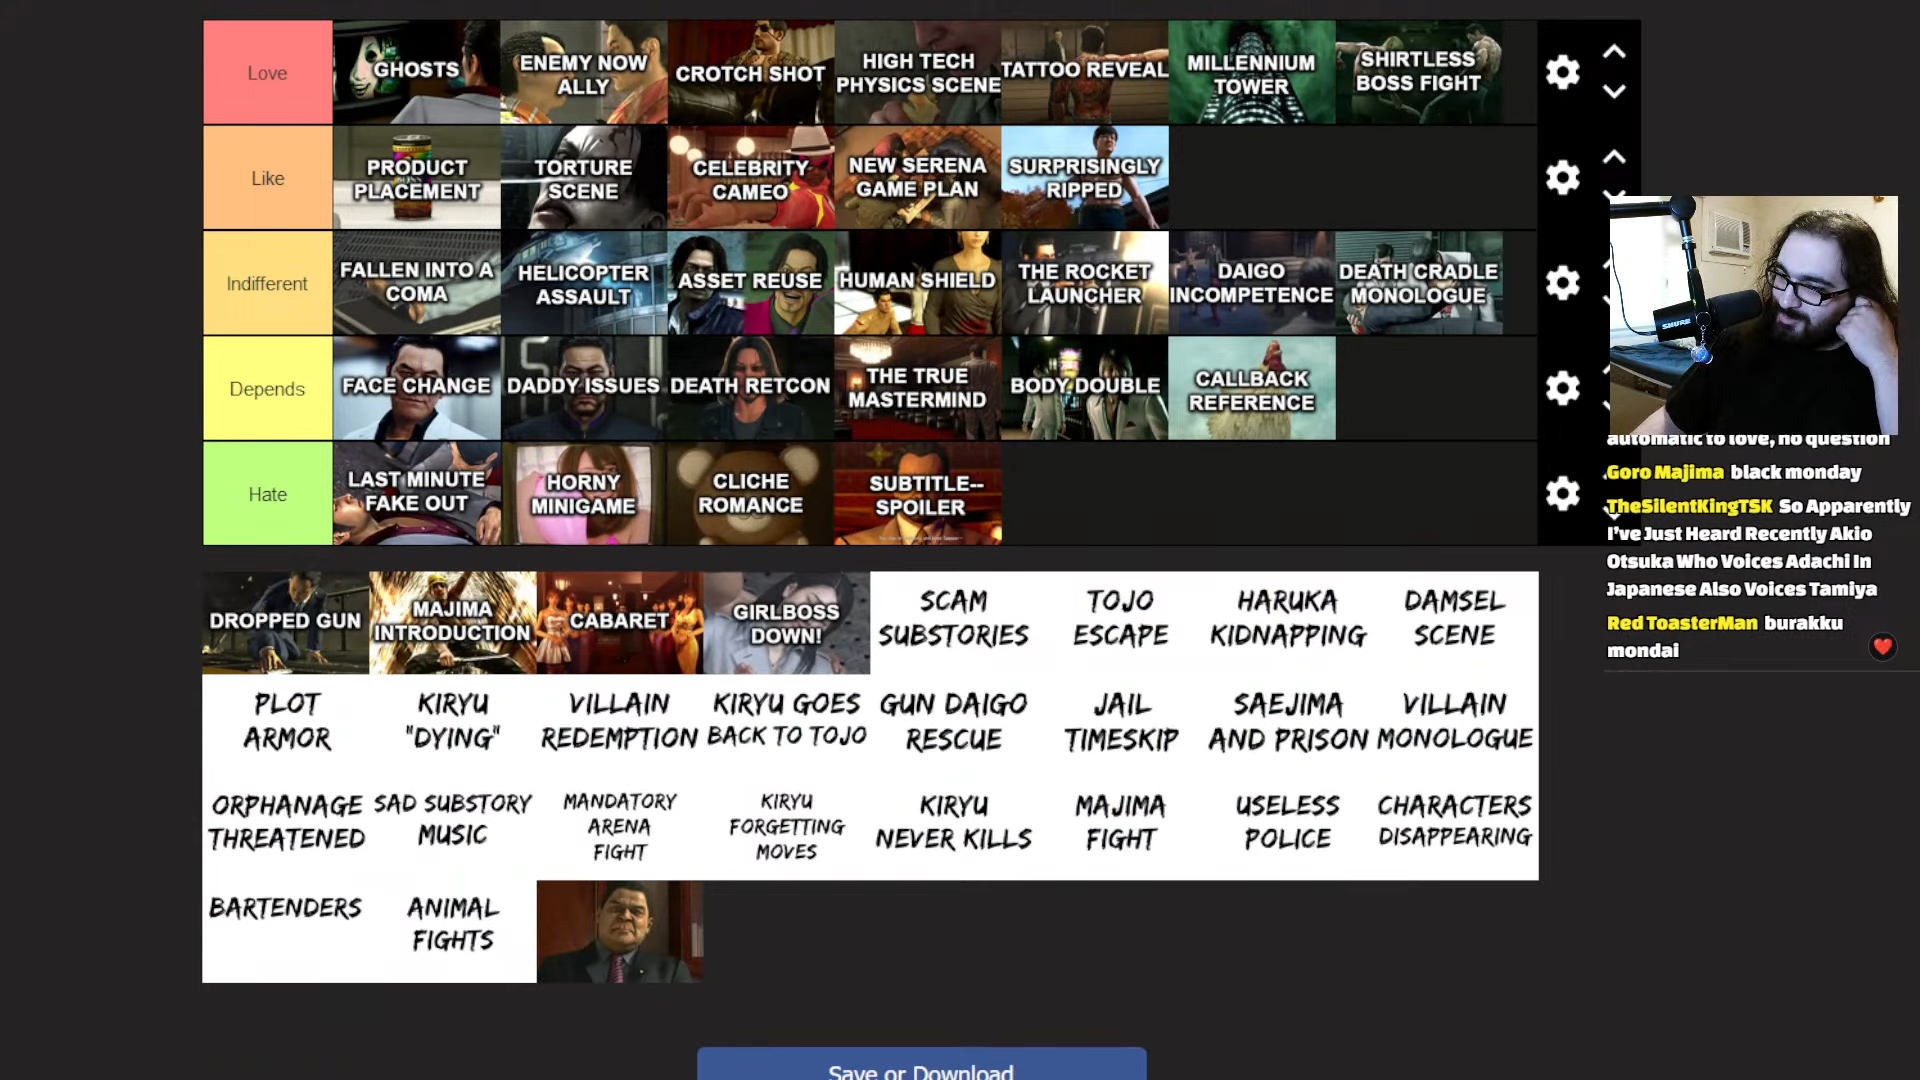 Love
GHOSTS
ENEMY NOW
ALLY
CROTCH SHOT
HIGH TECH
PHYSICS SCENE
TATTOO REVEAL
MILLENNIUM
TOWER
SHIRTLESS
BOSS FIGHT
Like
PRODUCT
PLACEMENT
TORTURE
SCENE
CELEBRITY
CAMEO
NEW SERENA
GAME PLAN
SURPRISINGLY
RIPPED
Indifferent
FALLEN INTO A
COMA
HELICOPTER
ASSAULT
ASSET REUSE
HUMAN SHIELD
THE ROCKET
LAUNCHER
DAIGO
INCOMPETENCE
DEATH CRADLE
MONOLOGUE
Depends
FACE CHANGE
DADDY ISSUES
DEATH RETCON
THE TRUE
MASTERMIND
BODY DOUBLE
CALLBACK
REFERENCE
Hate
LAST MINUTE
FAKE OUT
HORNY
MINIGAME
CLICHE
ROMANCE
SUBTITLE--
SPOILER
DROPPED GUN
MAJIMA
INTRODUCTION
CABARET
GIRLBOSS
DOWN!
SCAM
SUBSTORIES
TOJO
ESCAPE
HARUKA
KIDNAPPING
DAMSEL
SCENE
PLOT
ARMOR
KIRYU
"DYING"
VILLAIN
REDEMPTION
KIRYU GOES
BACK TO TOJO
GUN DAIGO
RESCUE
JAIL
TIMESKIP
SAEJIMA
AND PRISON
VILLAIN
MONOLOGUE
ORPHANAGE
THREATENED
SAD SUBSTORY
MUSIC
MANDATORY
ARENA
FIGHT
KIRYU
FORGETTING
MOVES
KIRYU
NEVER KILLS
MAJIMA
FIGHT
USELESS
POLICE
CHARACTERS
DISAPPEARING
BARTENDERS
ANIMAL
FIGHTS
Save or Download
SHURE
automatic to love, no question
Goro Majima black monday
TheSilentKingTSK So Apparently
I've Just Heard Recently Akio
Otsuka Who Voices Adachi In
Japanese Also Voices Tamiya
Red ToasterMan burakku
mondai